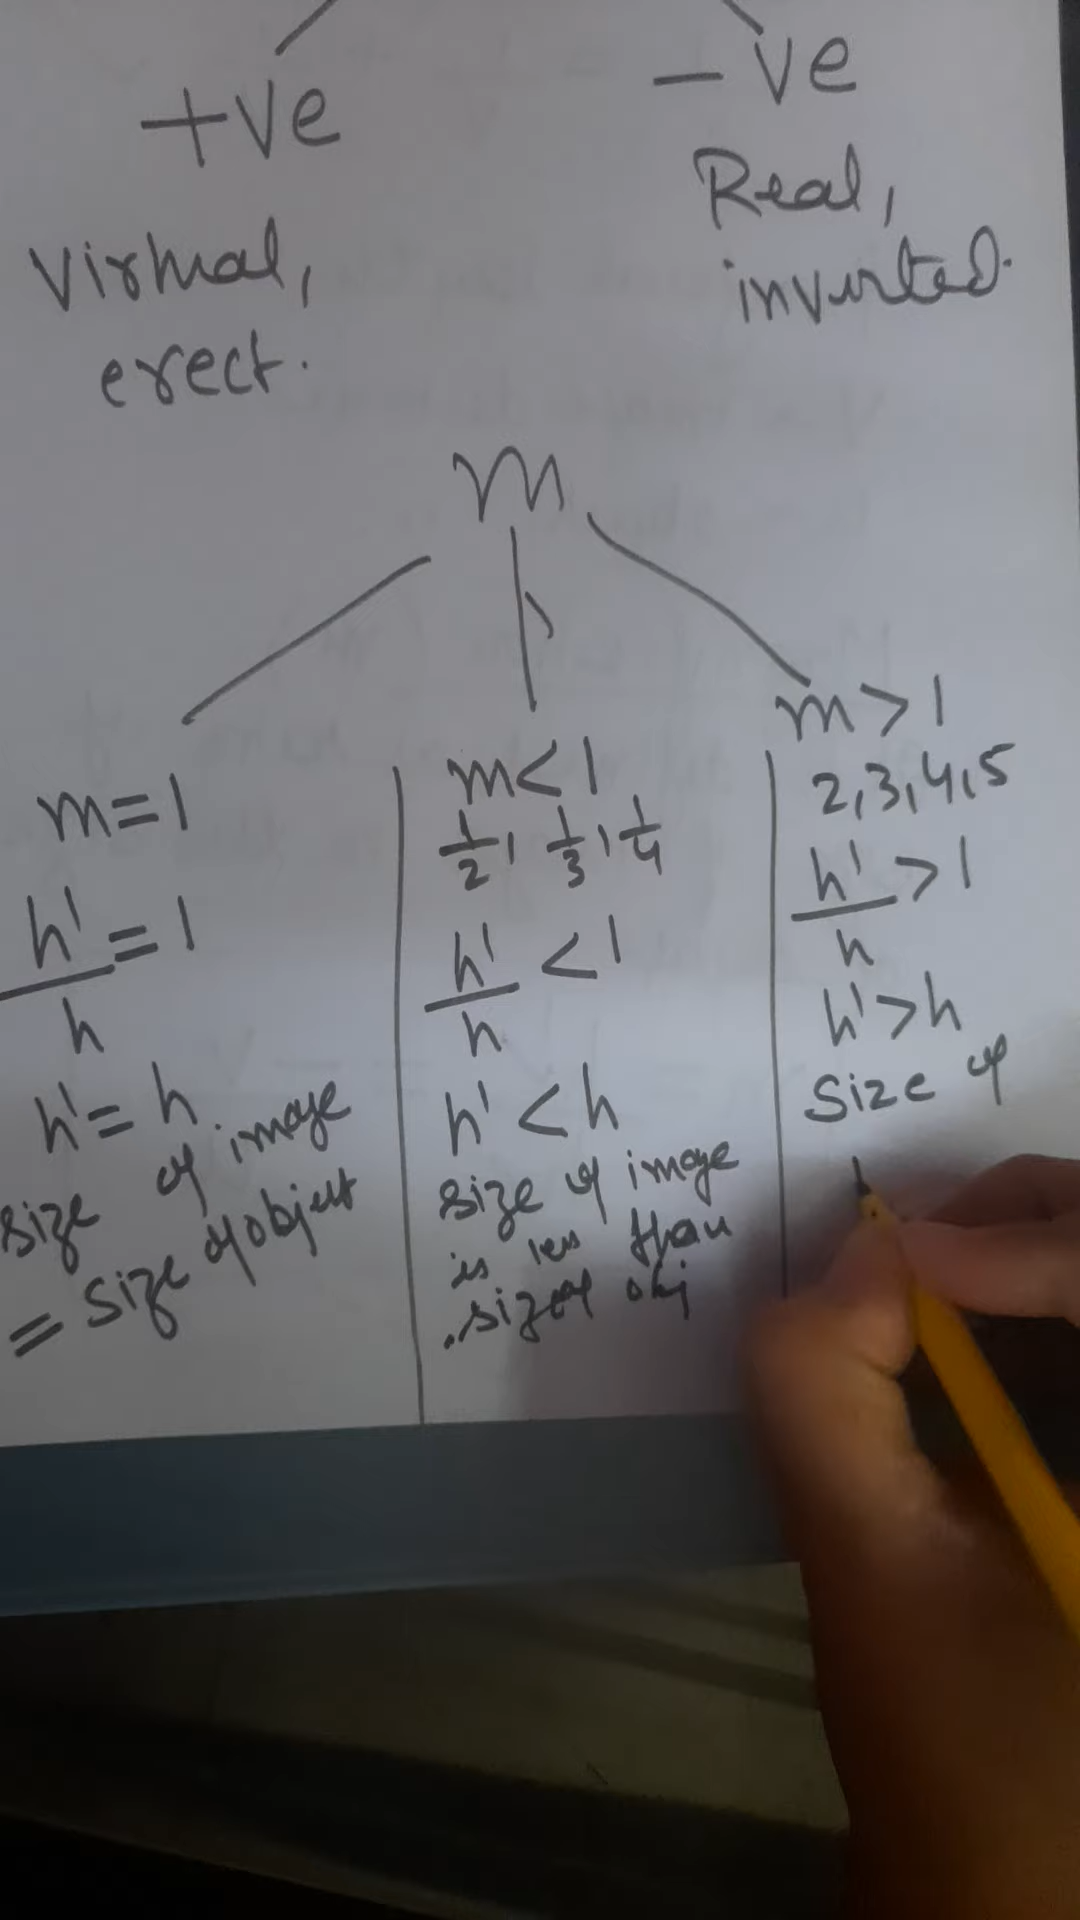 +ve
- ve
Virtual,
erect.
Real,
inverted.
m
m=1
h'/h = 1
h' = h
size of image
= size of object
m<1
1/2, 1/3, 1/4
h'/h < 1
h' < h
size of image
is less than
size of obj
m > 1
2,3,4,5
h'/h > 1
h' > h
Size of